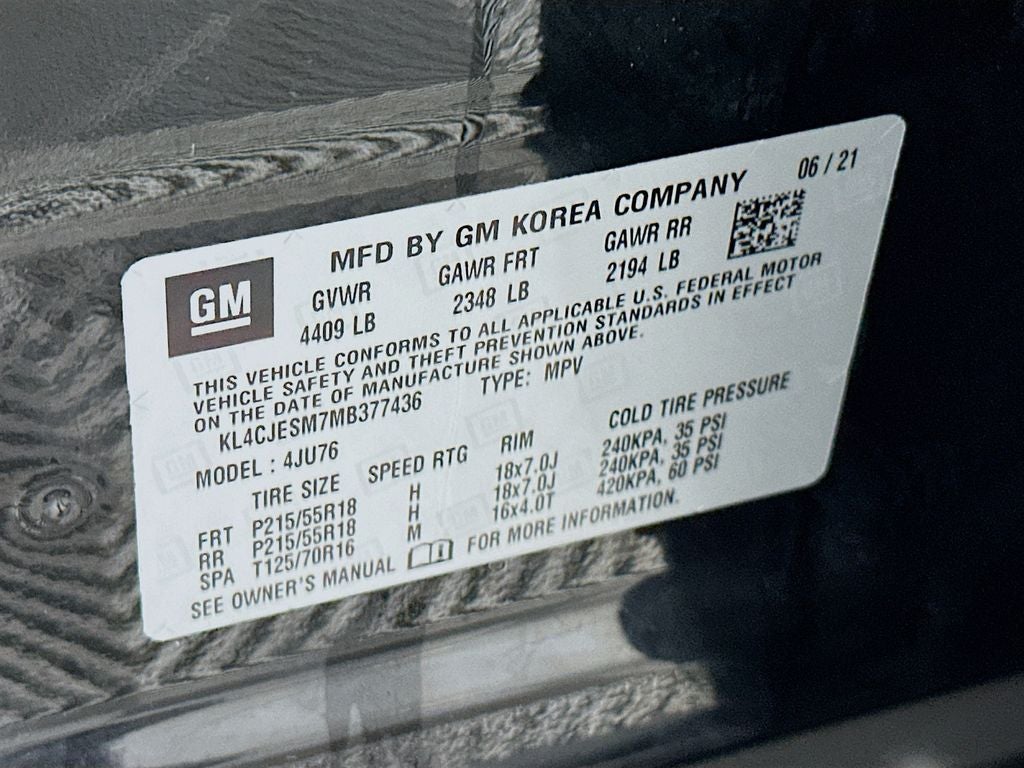 MFD BY GM KOREA COMPANY 06 / 21
GM
GVWR GAWR FRT GAWR RR
4409 LB 2348 LB 2194 LB
THIS VEHICLE CONFORMS TO ALL APPLICABLE U.S. FEDERAL MOTOR
VEHICLE SAFETY AND THEFT PREVENTION STANDARDS IN EFFECT
ON THE DATE OF MANUFACTURE SHOWN ABOVE.
KL4CJESM7MB377436 TYPE: MPV
MODEL : 4JU76
TIRE SIZE SPEED RTG RIM COLD TIRE PRESSURE
FRT P215/55R18 H 18x7.0J 240KPA, 35 PSI
RR P215/55R18 H 18x7.0J 240KPA, 35 PSI
SPA T125/70R16 M 16x4.0T 420KPA, 60 PSI
SEE OWNER'S MANUAL FOR MORE INFORMATION.